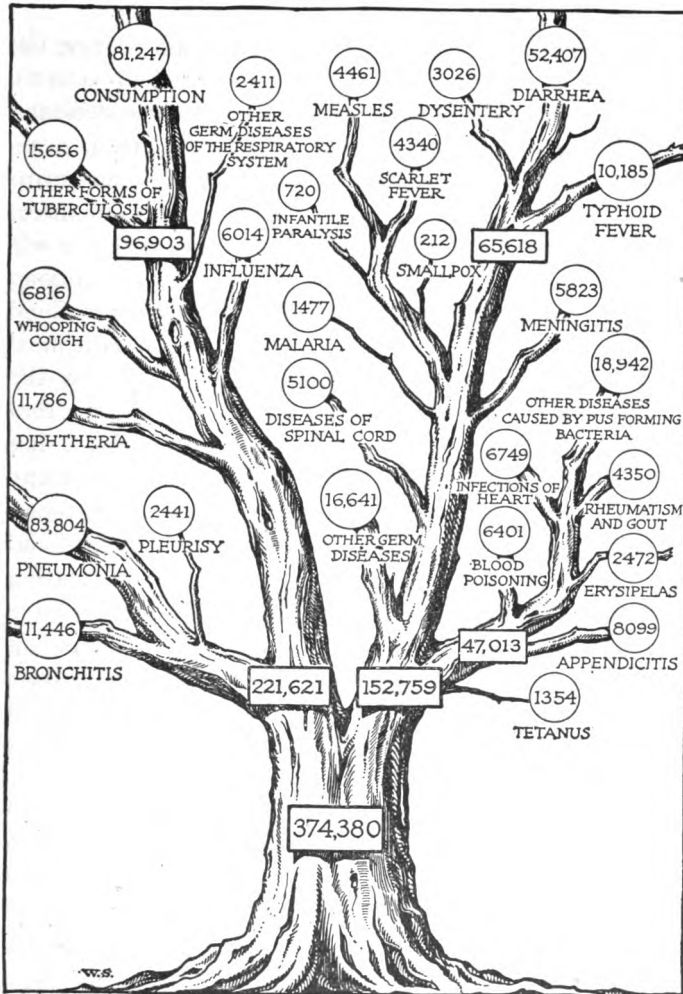 81,247
CONSUMPTION
2411
OTHER
GERM DISEASES
OF THE RESPIRATORY
SYSTEM
15,656
OTHER FORMS OF
TUBERCULOSIS
96,903
6014
INFLUENZA
6816
WHOOPING
COUGH
11,786
DIPHTHERIA
83,804
PNEUMONIA
2441
PLEURISY
11,446
BRONCHITIS
221,621
4461
MEASLES
3026
DYSENTERY
52,407
DIARRHEA
4340
SCARLET
FEVER
10,185
TYPHOID
FEVER
720
INFANTILE
PARALYSIS
212
SMALLPOX
65,618
1477
MALARIA
5823
MENINGITIS
5100
DISEASES OF
SPINAL CORD
18,942
OTHER DISEASES
CAUSED BY PUS FORMING
BACTERIA
16,641
OTHER GERM
DISEASES
6749
INFECTIONS OF
HEART
4350
RHEUMATISM
AND GOUT
6401
BLOOD
POISONING
2472
ERYSIPELAS
47,013
8099
APPENDICITIS
152,759
1354
TETANUS
374,380
W.S.